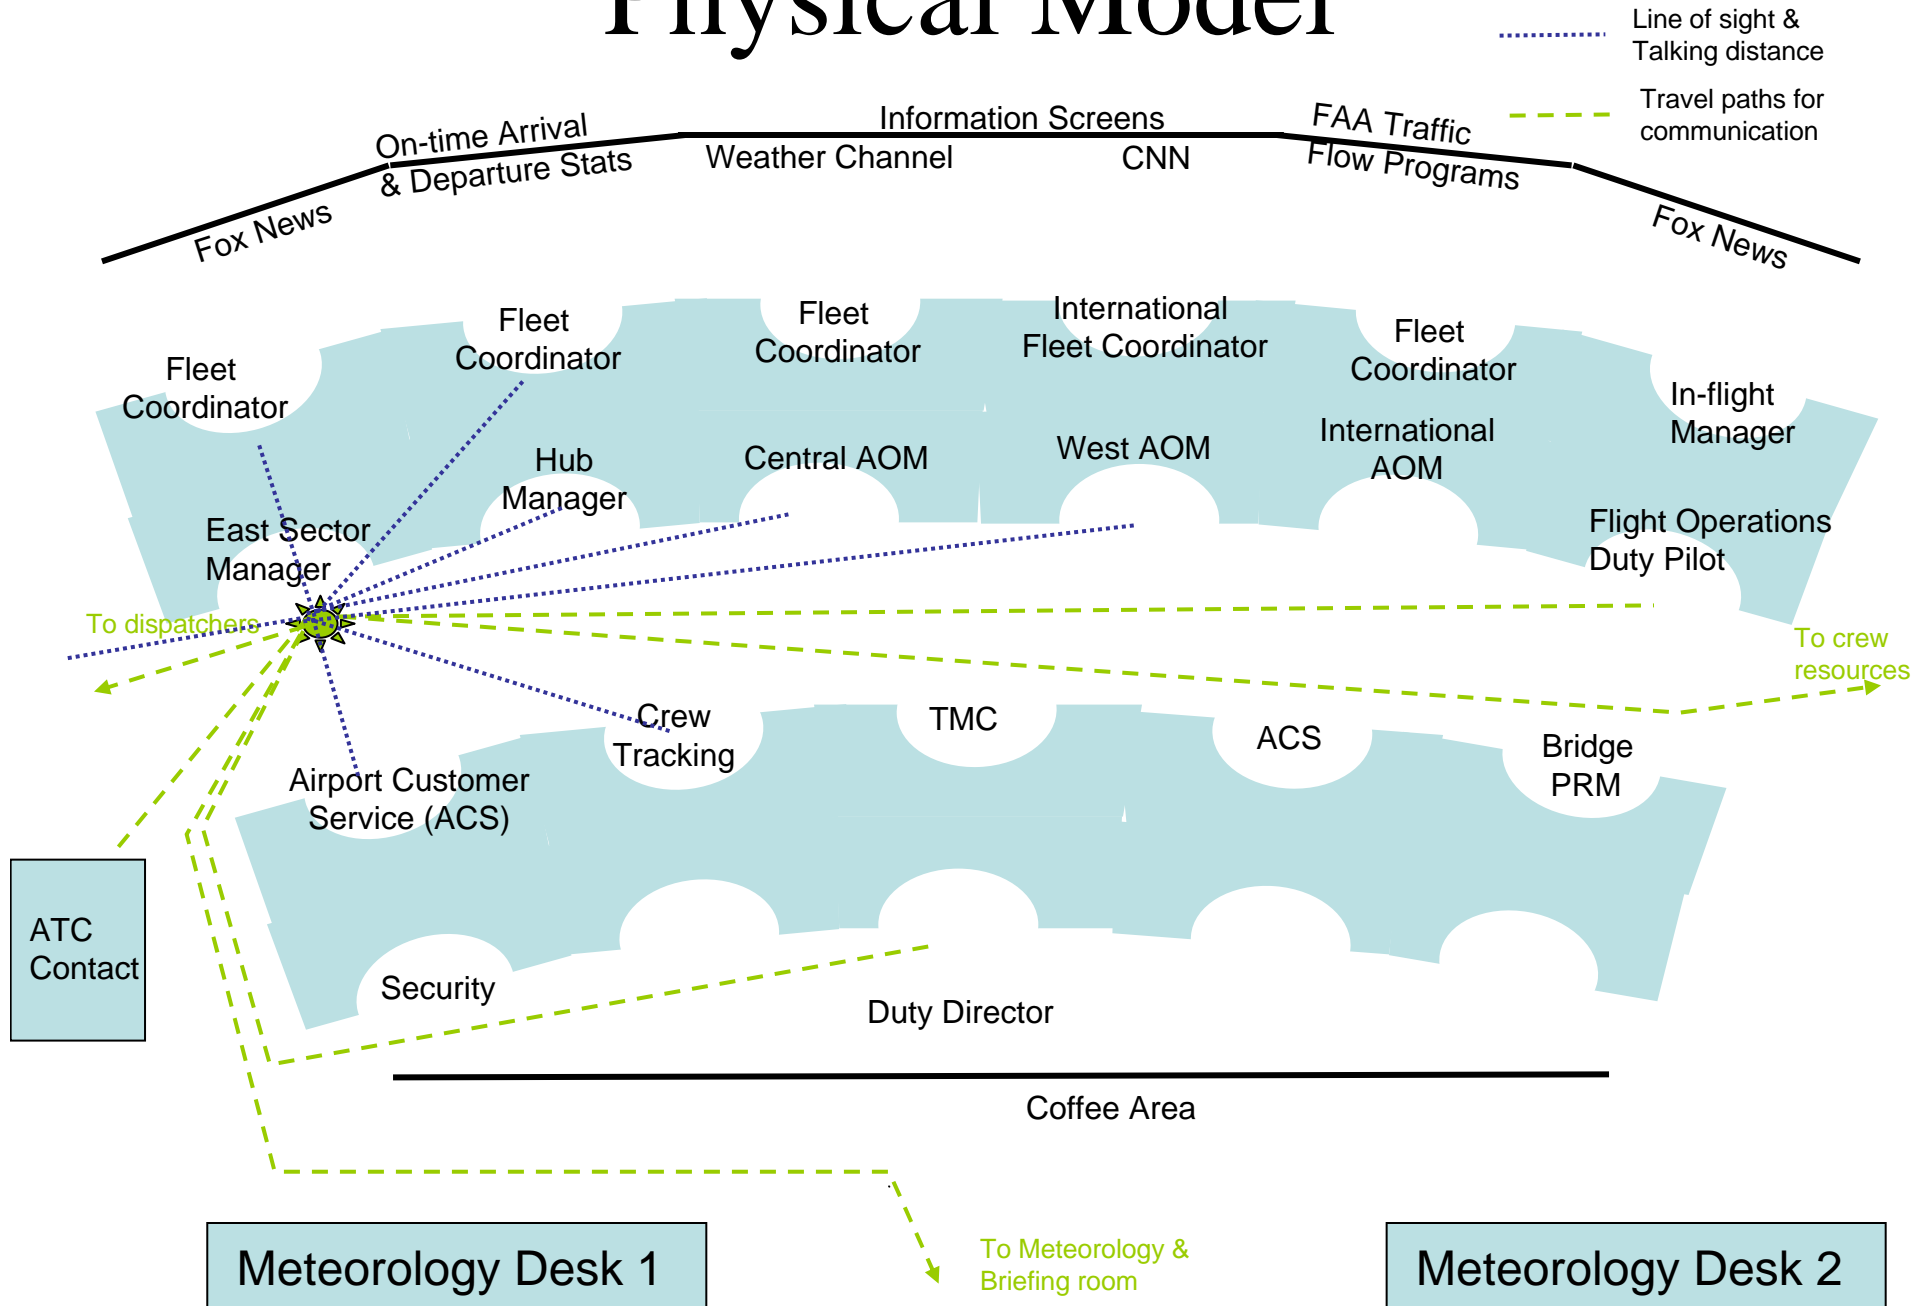 Physical Model
Line of sight &
Talking distance
Travel paths for
communication
Information Screens
On-time Arrival
& Departure Stats
Weather Channel
CNN
FAA Traffic
Flow Programs
Fox News
Fox News
Fleet
Coordinator
Fleet
Coordinator
Fleet
Coordinator
International
Fleet Coordinator
Fleet
Coordinator
In-flight
Manager
East Sector
Manager
Hub
Manager
Central AOM
West AOM
International
AOM
Flight Operations
Duty Pilot
To dispatchers
To crew
resources
Airport Customer
Service (ACS)
Crew
Tracking
TMC
ACS
Bridge
PRM
ATC
Contact
Security
Duty Director
Coffee Area
Meteorology Desk 1
To Meteorology &
Briefing room
Meteorology Desk 2